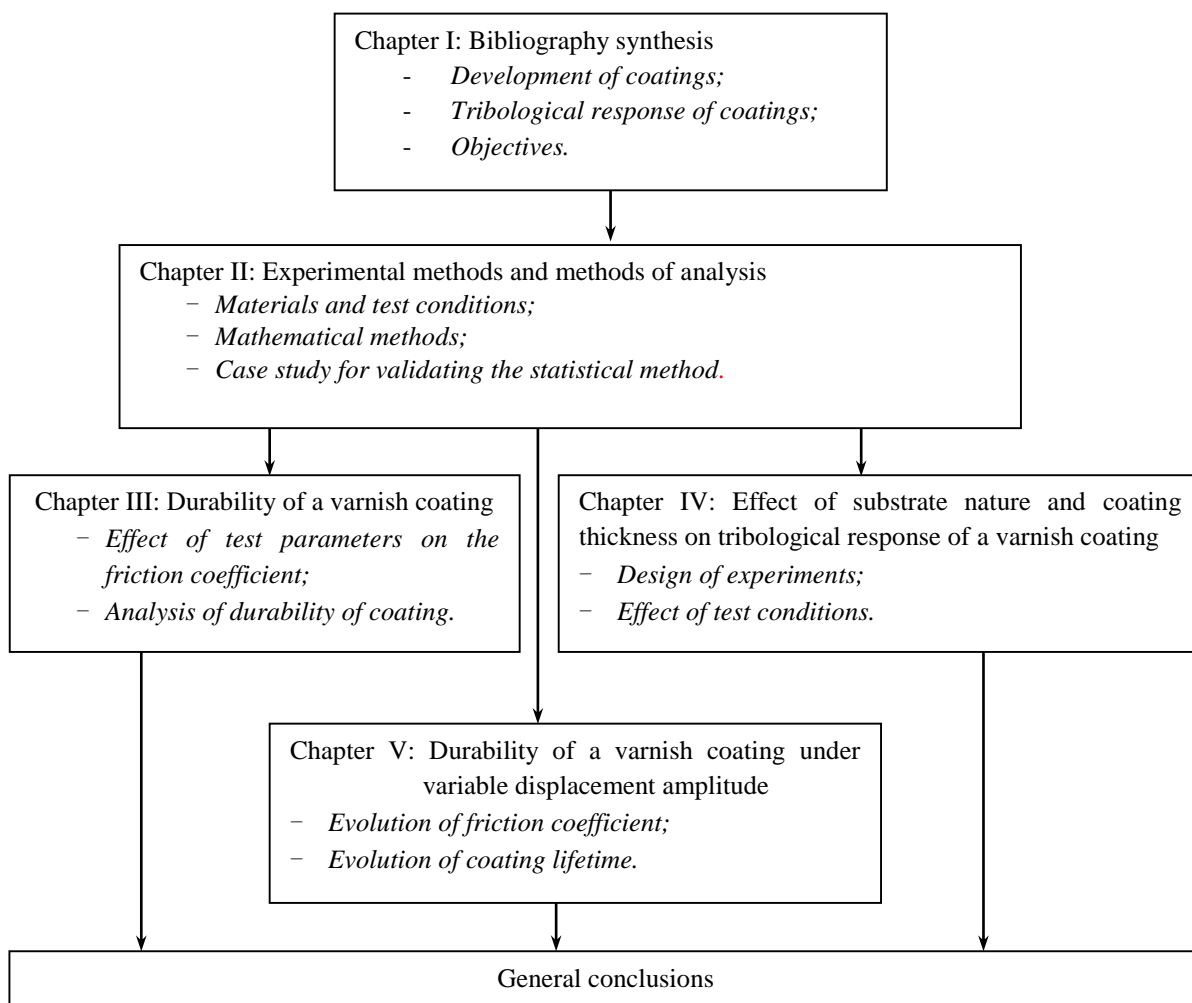 Chapter I: Bibliography synthesis
- Development of coatings;
- Tribological response of coatings;
- Objectives.
Chapter II: Experimental methods and methods of analysis
− Materials and test conditions;
− Mathematical methods;
− Case study for validating the statistical method.
Chapter III: Durability of a varnish coating
− Effect of test parameters on the
friction coefficient;
− Analysis of durability of coating.
Chapter IV: Effect of substrate nature and coating
thickness on tribological response of a varnish coating
− Design of experiments;
− Effect of test conditions.
Chapter V: Durability of a varnish coating under
variable displacement amplitude
− Evolution of friction coefficient;
− Evolution of coating lifetime.
General conclusions